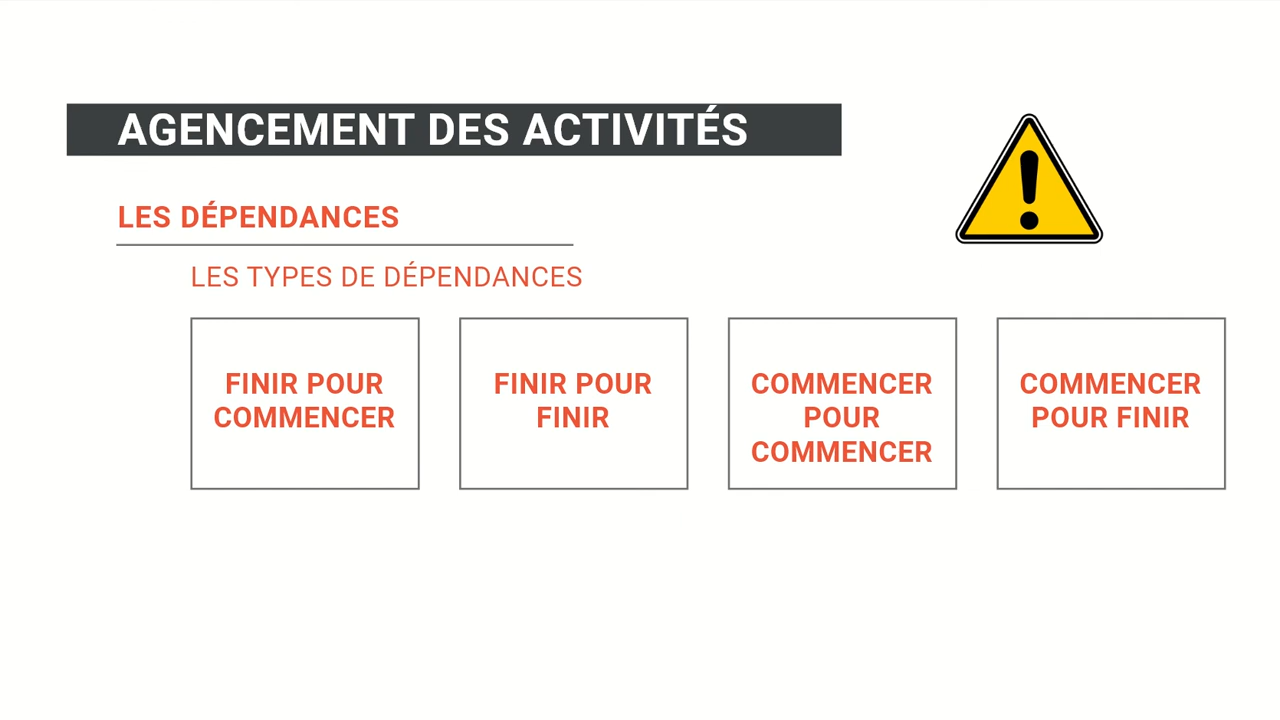 AGENCEMENT DES ACTIVITÉS
LES DÉPENDANCES
LES TYPES DE DÉPENDANCES
FINIR POUR
COMMENCER
FINIR POUR
FINIR
COMMENCER
POUR
COMMENCER
COMMENCER
POUR FINIR